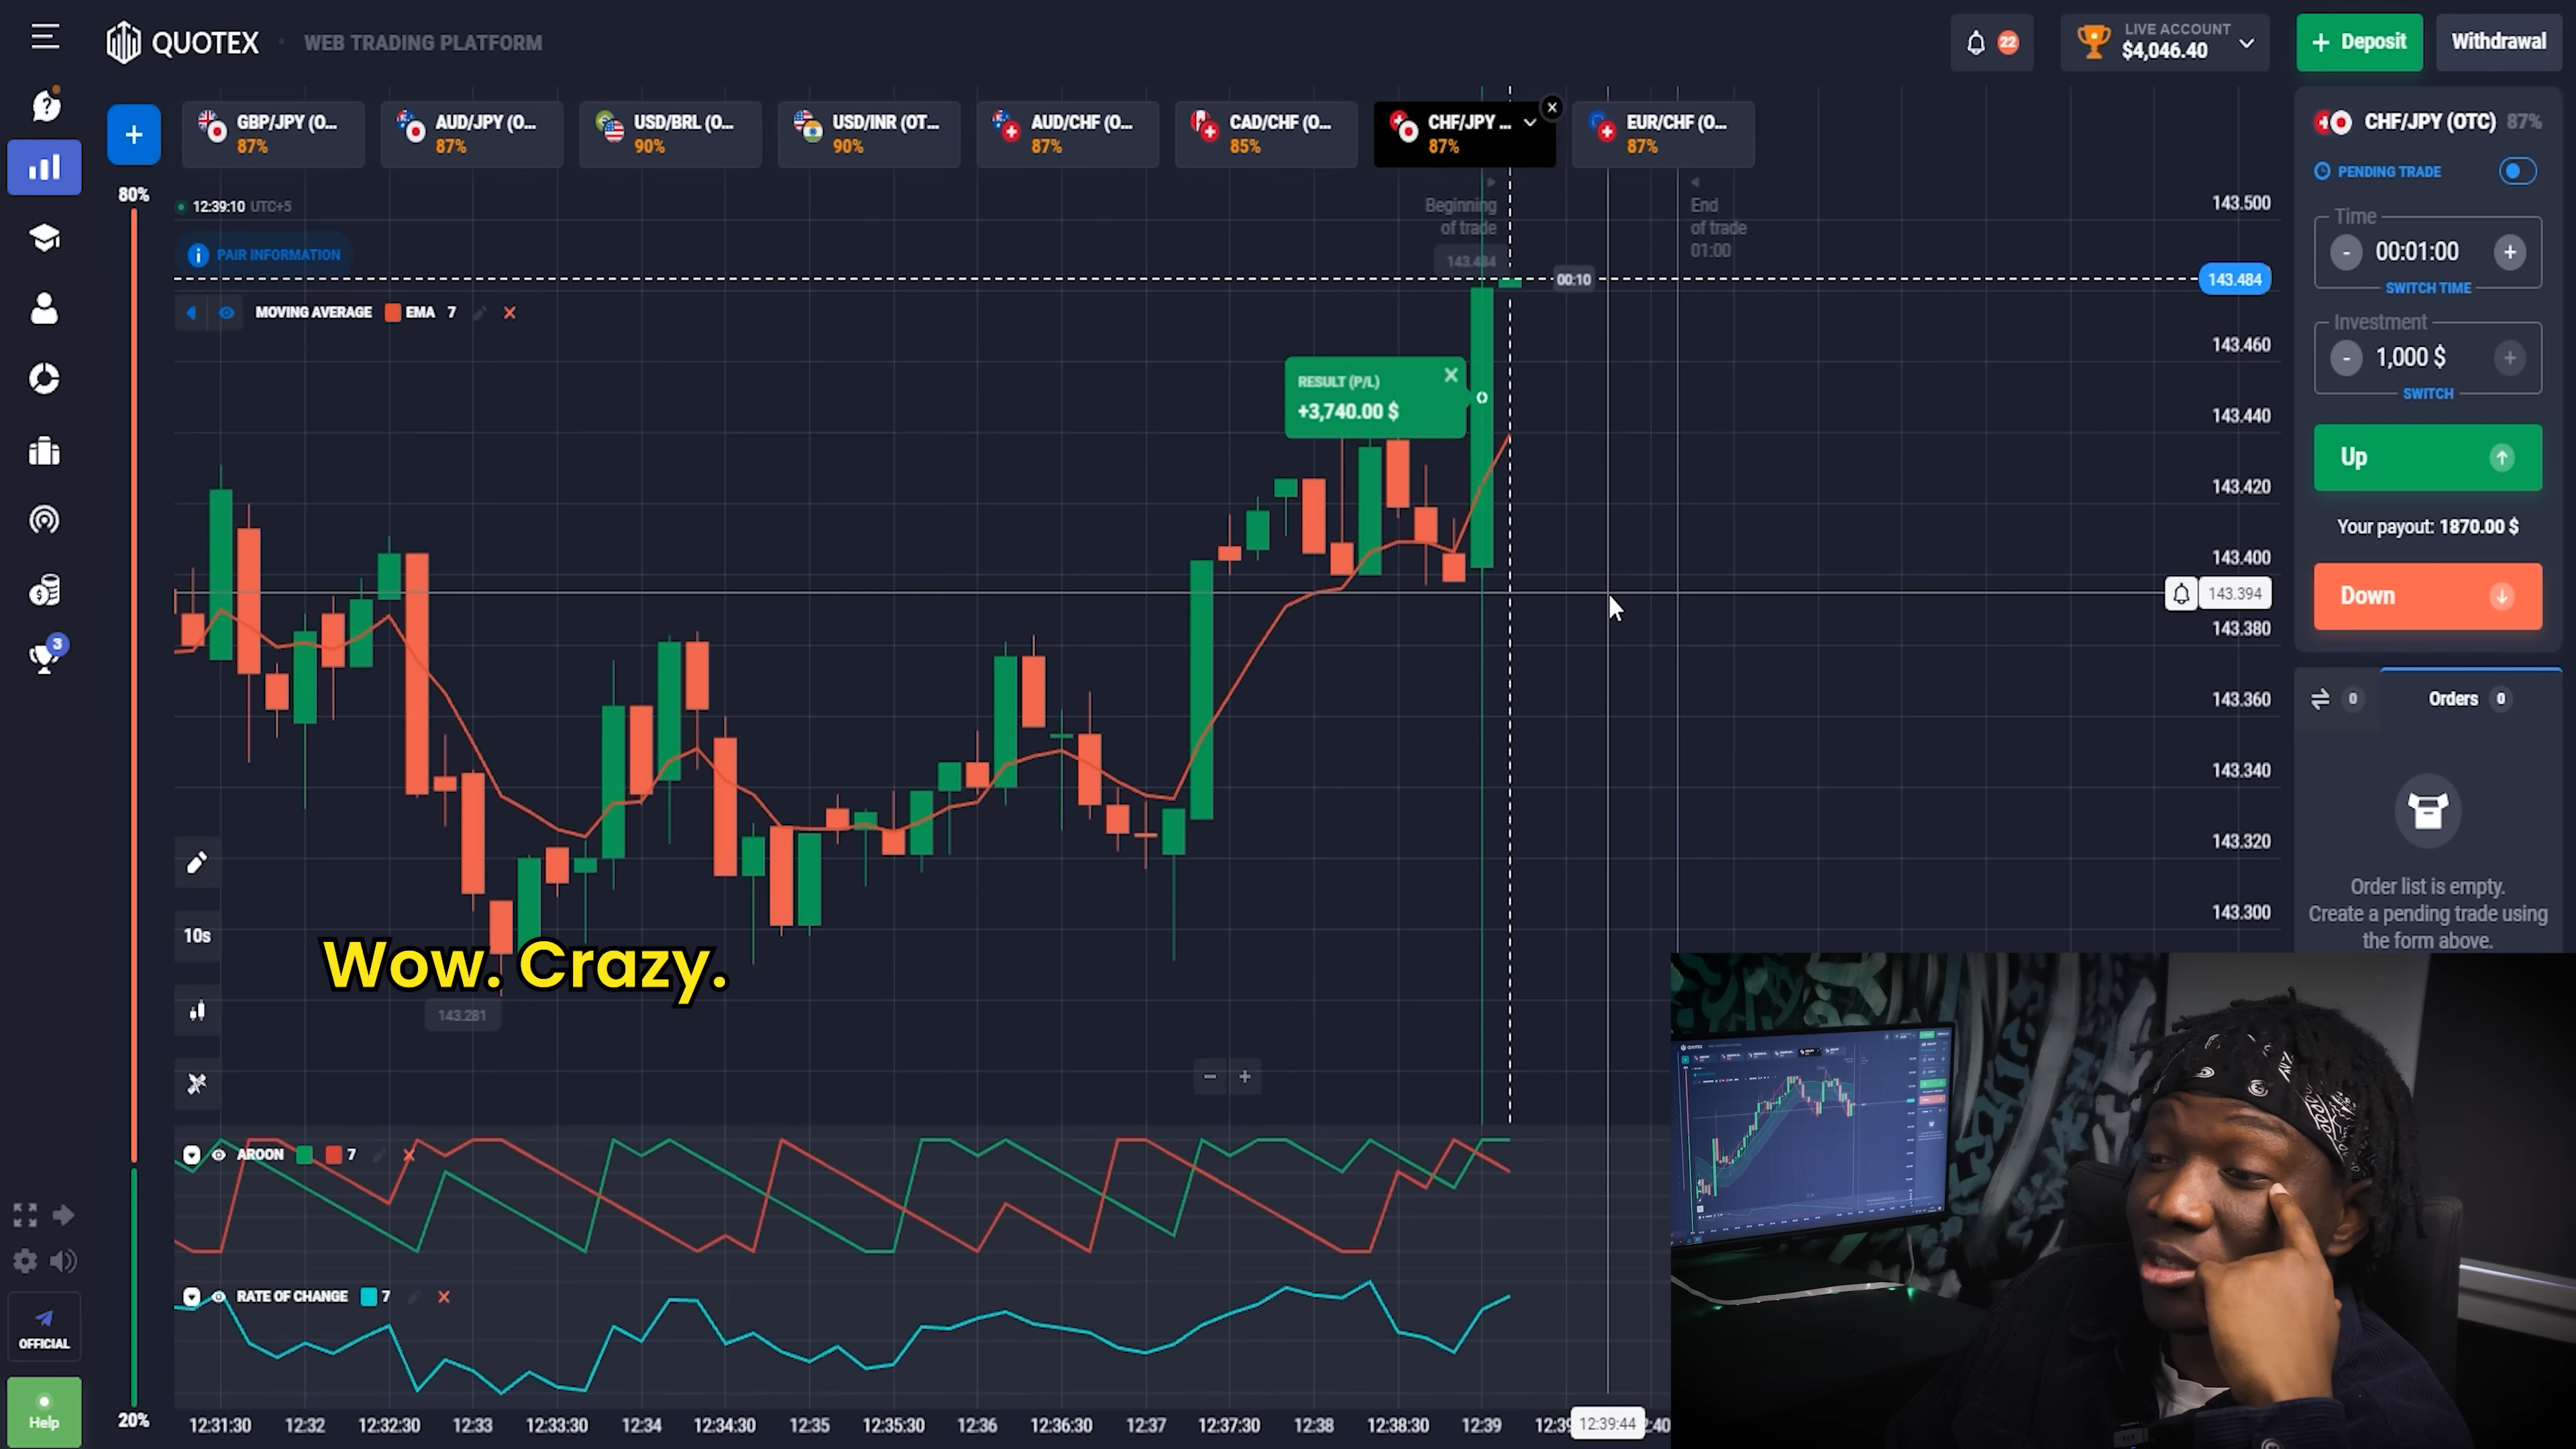 QUOTEX
WEB TRADING PLATFORM
22
LIVE ACCOUNT
$4,046.40
+ Deposit
Withdrawal
+
GBP/JPY (O...
87%
AUD/JPY (O...
87%
USD/BRL (O...
90%
USD/INR (OT...
90%
AUD/CHF (O...
87%
CAD/CHF (O...
85%
CHF/JPY ...
87%
EUR/CHF (O...
87%
CHF/JPY (OTC) 87%
PENDING TRADE
Time
- 00:01:00 +
SWITCH TIME
Investment
- 1,000 $ +
SWITCH
Up
Your payout: 1870.00 $
Down
0
Orders 0
Order list is empty.
Create a pending trade using
the form above.
80%
12:39:10 UTC+5
PAIR INFORMATION
MOVING AVERAGE EMA 7
Beginning
of trade
143.484
End
of trade
01:00
00:10
RESULT (P/L)
+3,740.00 $
143.500
143.484
143.460
143.440
143.420
143.400
143.394
143.380
143.360
143.340
143.320
143.300
3
10s
Wow. Crazy.
143.281
AROON 7
RATE OF CHANGE 7
OFFICIAL
Help
20%
12:31:30
12:32
12:32:30
12:33
12:33:30
12:34
12:34:30
12:35
12:35:30
12:36
12:36:30
12:37
12:37:30
12:38
12:38:30
12:39
12:39:44